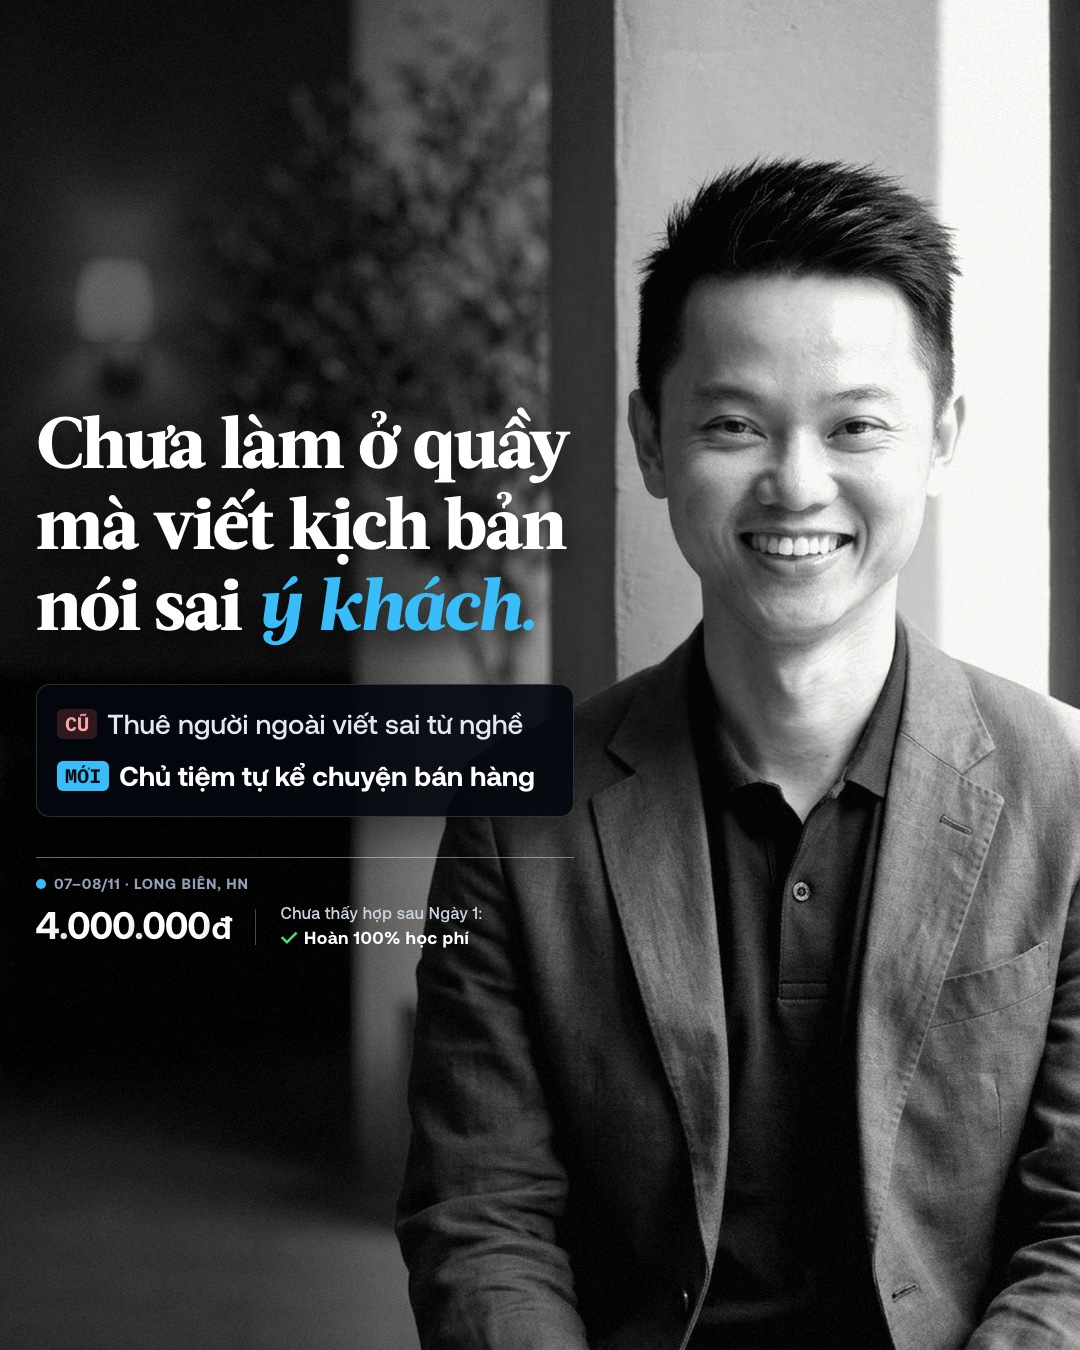 Chưa làm ở quầy
mà viết kịch bản
nói sai ý khách.
CŨ Thuê người ngoài viết sai từ nghề
MỚI Chủ tiệm tự kể chuyện bán hàng
07–08/11 · LONG BIÊN, HN
4.000.000đ
Chưa thấy hợp sau Ngày 1:
Hoàn 100% học phí